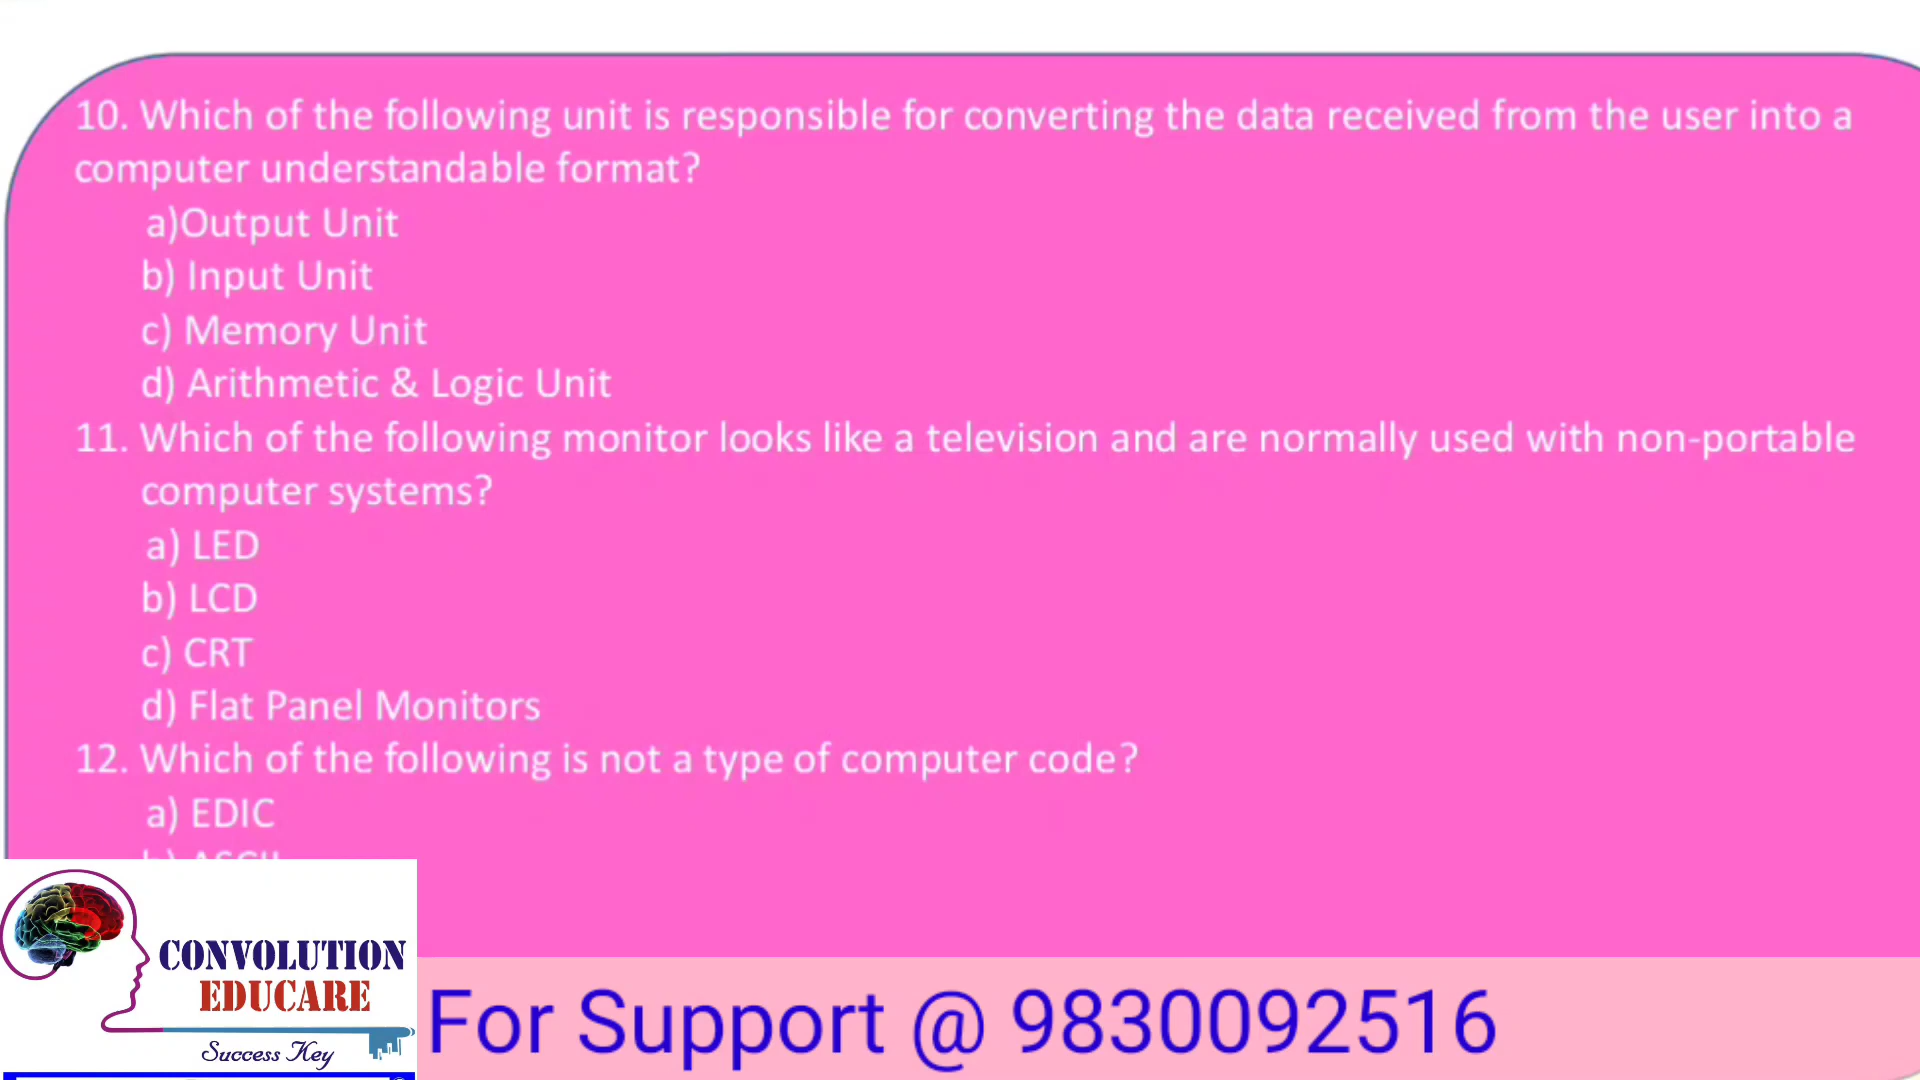 10. Which of the following unit is responsible for converting the data received from the user into a
computer understandable format?
a)Output Unit
b) Input Unit
c) Memory Unit
d) Arithmetic & Logic Unit
11. Which of the following monitor looks like a television and are normally used with non-portable
computer systems?
a) LED
b) LCD
c) CRT
d) Flat Panel Monitors
12. Which of the following is not a type of computer code?
a) EDIC
b) ASCII
CONVOLUTION
EDUCARE
Success Key
For Support @ 9830092516